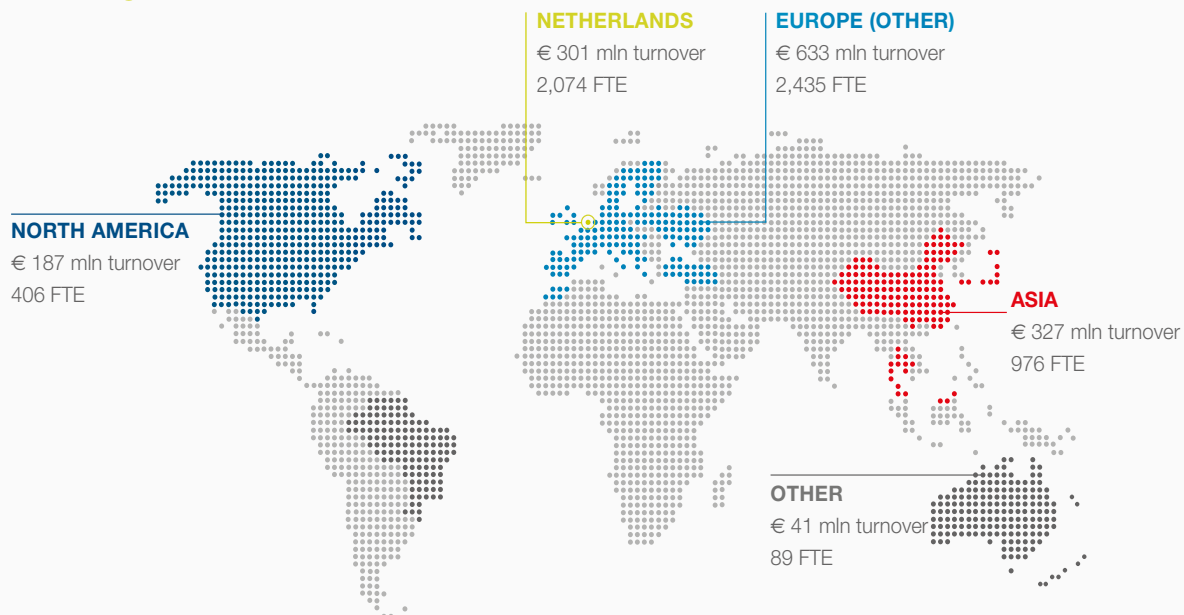 NETHERLANDS
€ 301 mln turnover
2,074 FTE
EUROPE (OTHER)
€ 633 mln turnover
2,435 FTE
NORTH AMERICA
€ 187 mln turnover
406 FTE
ASIA
€ 327 mln turnover
976 FTE
OTHER
€ 41 mln turnover
89 FTE